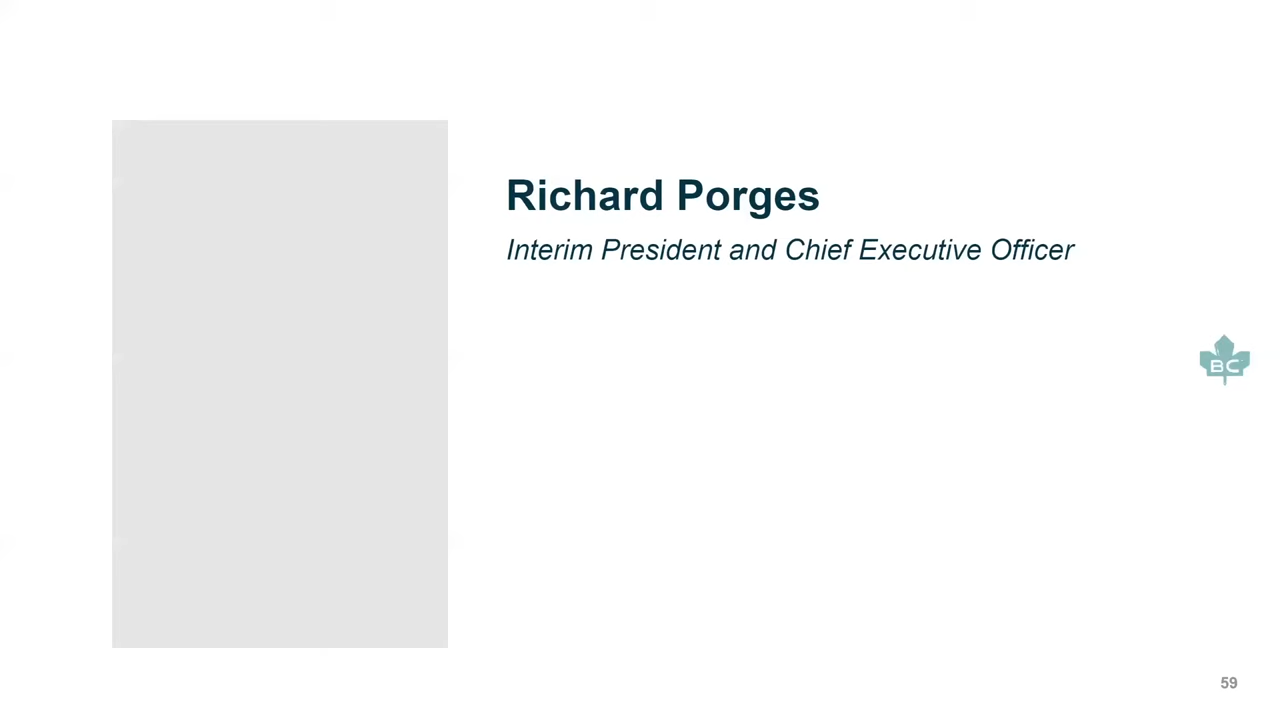 Richard Porges
Interim President and Chief Executive Officer
BC
59